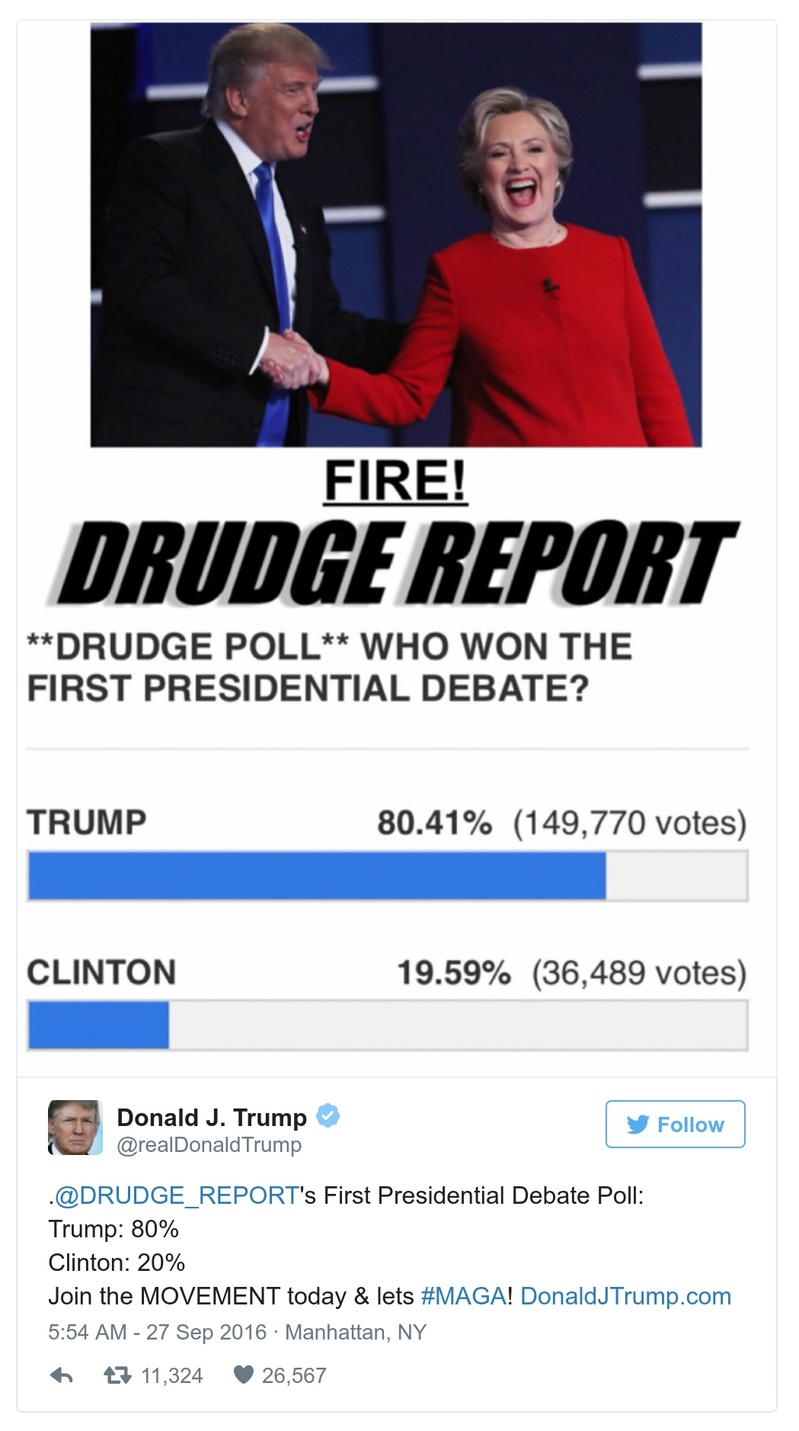 FIRE!
DRUDGE REPORT
**DRUDGE POLL** WHO WON THE
FIRST PRESIDENTIAL DEBATE?
TRUMP 80.41% (149,770 votes)
CLINTON 19.59% (36,489 votes)
Donald J. Trump
@realDonaldTrump
Follow
.@DRUDGE_REPORT's First Presidential Debate Poll:
Trump: 80%
Clinton: 20%
Join the MOVEMENT today & lets #MAGA! DonaldJTrump.com
5:54 AM - 27 Sep 2016 · Manhattan, NY
11,324 26,567